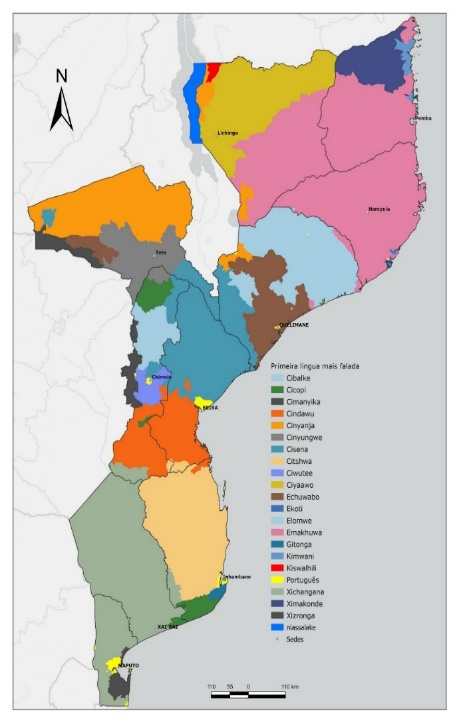 N
Pemba
Lichinga
Nampula
Tete
QUELIMANE
Chimoio
BEIRA
Inhambane
XAI-XAI
MAPUTO
Primeira língua mais falada
Cibalke
Cicopi
Cimanyika
Cindawu
Cinyanja
Cinyungwe
Cisena
Citshwa
Ciwutee
Ciyaawo
Echuwabo
Ekoti
Elomwe
Emakhuwa
Gitonga
Kimwani
Kiswalhili
Português
Xichangana
Ximakonde
Xizronga
niassalake
Sedes
110 55 0 110 km